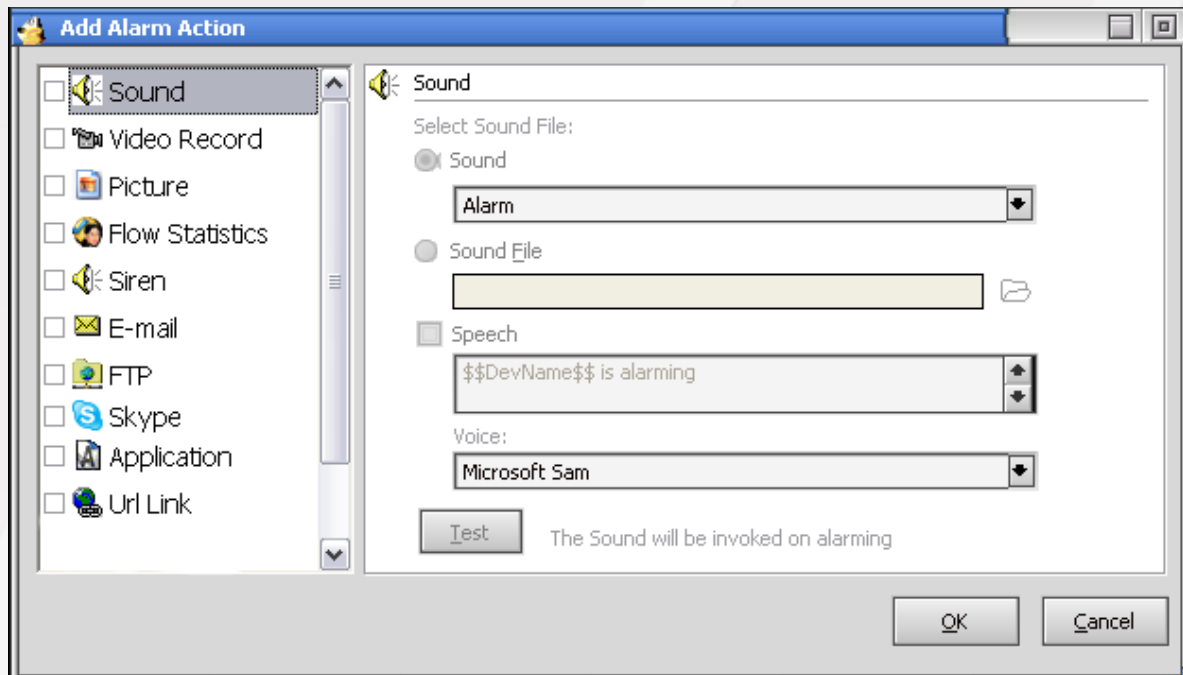 Add Alarm Action
Sound
Video Record
Picture
Flow Statistics
Siren
E-mail
FTP
Skype
Application
Url Link
Sound
Select Sound File:
Sound
Alarm
Sound File
Speech
$$DevName$$ is alarming
Voice:
Microsoft Sam
Test
The Sound will be invoked on alarming
OK
Cancel